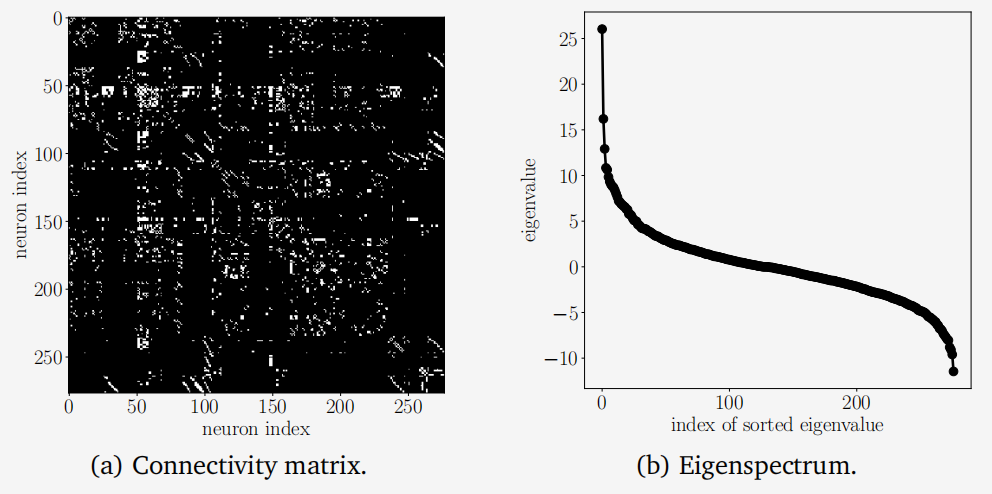 0
50
100
150
200
250
neuron index
0 50 100 150 200 250
neuron index
(a) Connectivity matrix.
25
20
15
10
5
0
−5
−10
eigenvalue
0 100 200
index of sorted eigenvalue
(b) Eigenspectrum.